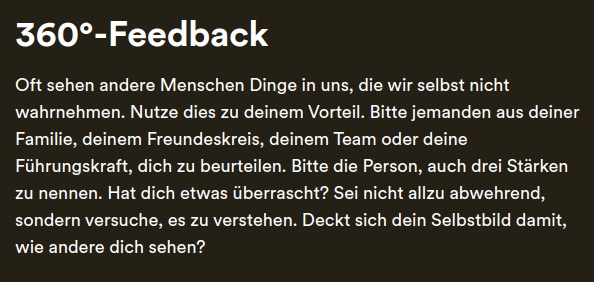 360°-Feedback
Oft sehen andere Menschen Dinge in uns, die wir selbst nicht
wahrnehmen. Nutze dies zu deinem Vorteil. Bitte jemanden aus deiner
Familie, deinem Freundeskreis, deinem Team oder deine
Führungskraft, dich zu beurteilen. Bitte die Person, auch drei Stärken
zu nennen. Hat dich etwas überrascht? Sei nicht allzu abwehrend,
sondern versuche, es zu verstehen. Deckt sich dein Selbstbild damit,
wie andere dich sehen?